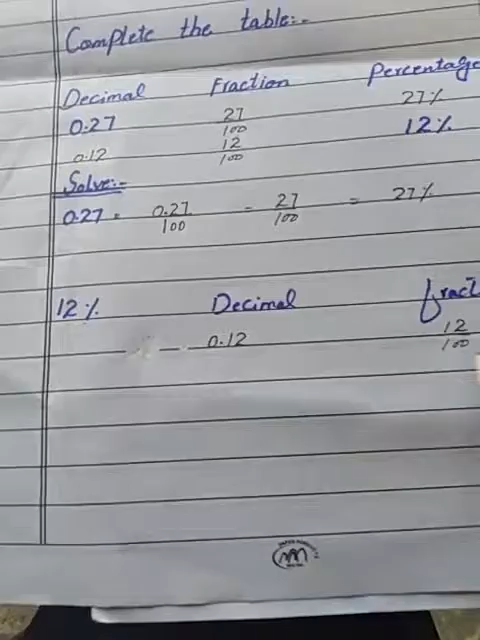 Complete the table:-
Decimal Fraction Percentage
0.27 27/100 27%
0.12 12/100 12%
Solve:-
0.27 = 0.27/100 = 27/100 = 27%
12% Decimal fract
0.12 12/100